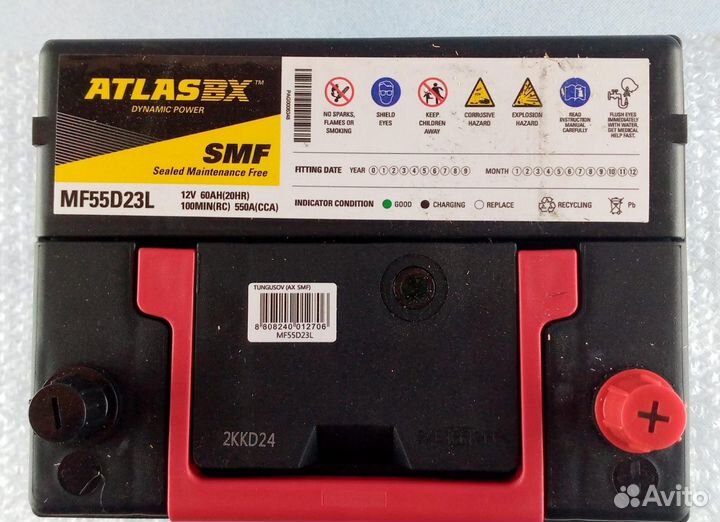 ATLASBX™
DYNAMIC POWER
SMF
Sealed Maintenance Free
MF55D23L
12V 60AH(20HR)
100MIN(RC) 550A(CCA)
NO SPARKS, FLAMES OR SMOKING
SHIELD EYES
KEEP CHILDREN AWAY
CORROSIVE HAZARD
EXPLOSION HAZARD
READ INSTRUCTION MANUAL CAREFULLY
FLUSH EYES IMMEDIATELY WITH WATER, GET MEDICAL HELP FAST.
FITTING DATE YEAR 0 1 2 3 4 5 6 7 8 9 MONTH 1 2 3 4 5 6 7 8 9 10 11 12
INDICATOR CONDITION GOOD CHARGING REPLACE RECYCLING Pb
TUNGUSOV (AX SMF)
8 808240 012706
MF55D23L
2KKD24
Avito